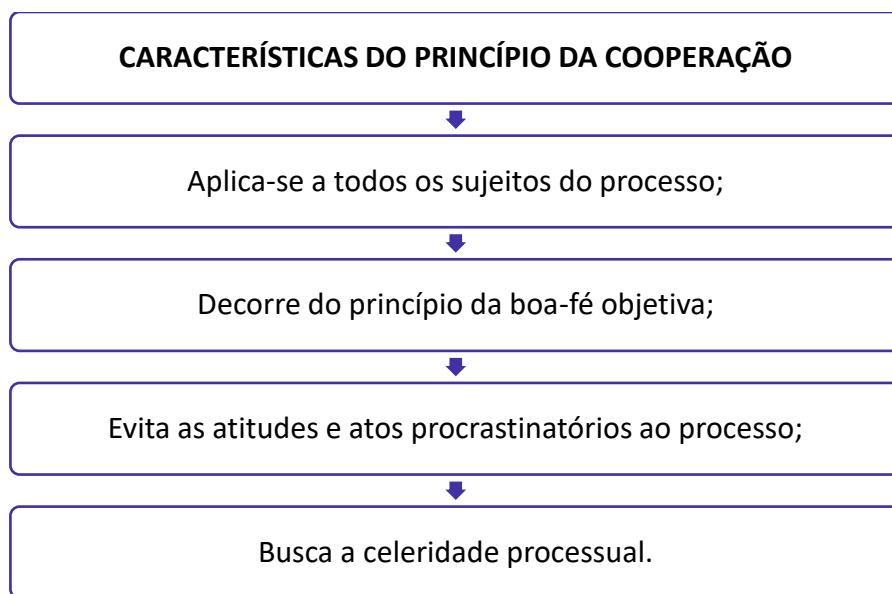 CARACTERÍSTICAS DO PRINCÍPIO DA COOPERAÇÃO
Aplica-se a todos os sujeitos do processo;
Decorre do princípio da boa-fé objetiva;
Evita as atitudes e atos procrastinatórios ao processo;
Busca a celeridade processual.